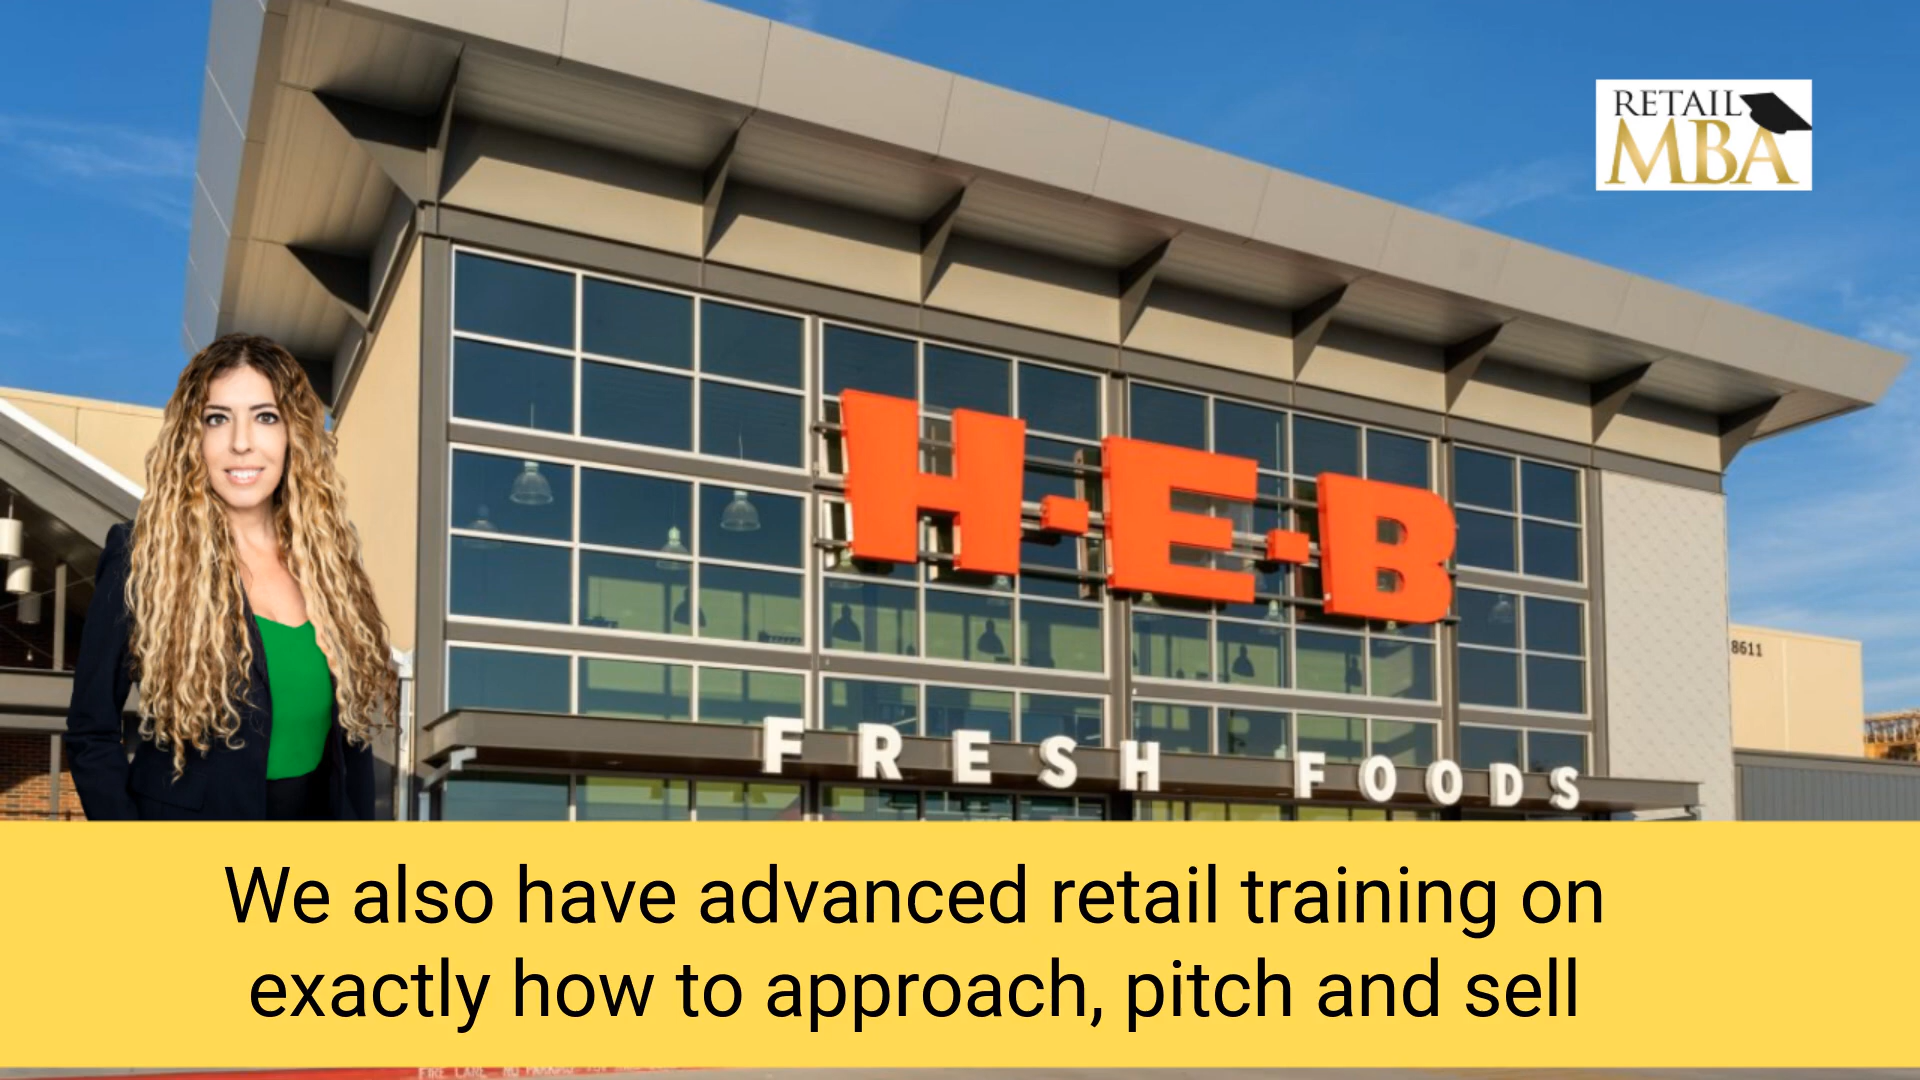 RETAIL
MBA
H-E-B
8611
FRESH FOODS
We also have advanced retail training on
exactly how to approach, pitch and sell